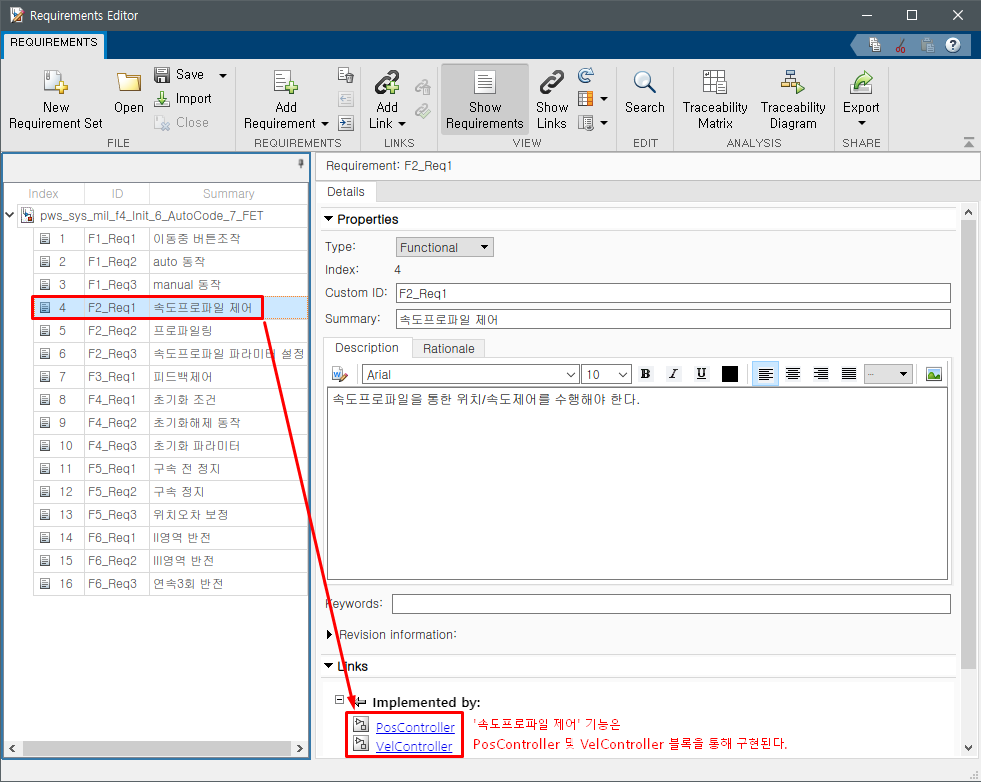 Requirements Editor
REQUIREMENTS
New
Requirement Set
Open
Save
Import
Close
FILE
Add
Requirement
REQUIREMENTS
Add
Link
LINKS
Show
Requirements
Show
Links
VIEW
Search
EDIT
Traceability
Matrix
Traceability
Diagram
ANALYSIS
Export
SHARE
Index ID Summary
pws_sys_mil_f4_Init_6_AutoCode_7_FET
1 F1_Req1 이동중 버튼조작
2 F1_Req2 auto 동작
3 F1_Req3 manual 동작
4 F2_Req1 속도프로파일 제어
5 F2_Req2 프로파일링
6 F2_Req3 속도프로파일 파라미터 설정
7 F3_Req1 피드백제어
8 F4_Req1 초기화 조건
9 F4_Req2 초기화해제 동작
10 F4_Req3 초기화 파라미터
11 F5_Req1 구속 전 정지
12 F5_Req2 구속 정지
13 F5_Req3 위치오차 보정
14 F6_Req1 II영역 반전
15 F6_Req2 III영역 반전
16 F6_Req3 연속3회 반전
Requirement: F2_Req1
Details
Properties
Type: Functional
Index: 4
Custom ID: F2_Req1
Summary: 속도프로파일 제어
Description Rationale
Arial 10 B I U
속도프로파일을 통한 위치/속도제어를 수행해야 한다.
Keywords:
Revision information:
Links
Implemented by:
PosController
VelController
'속도프로파일 제어' 기능은
PosController 및 VelController 블록을 통해 구현된다.